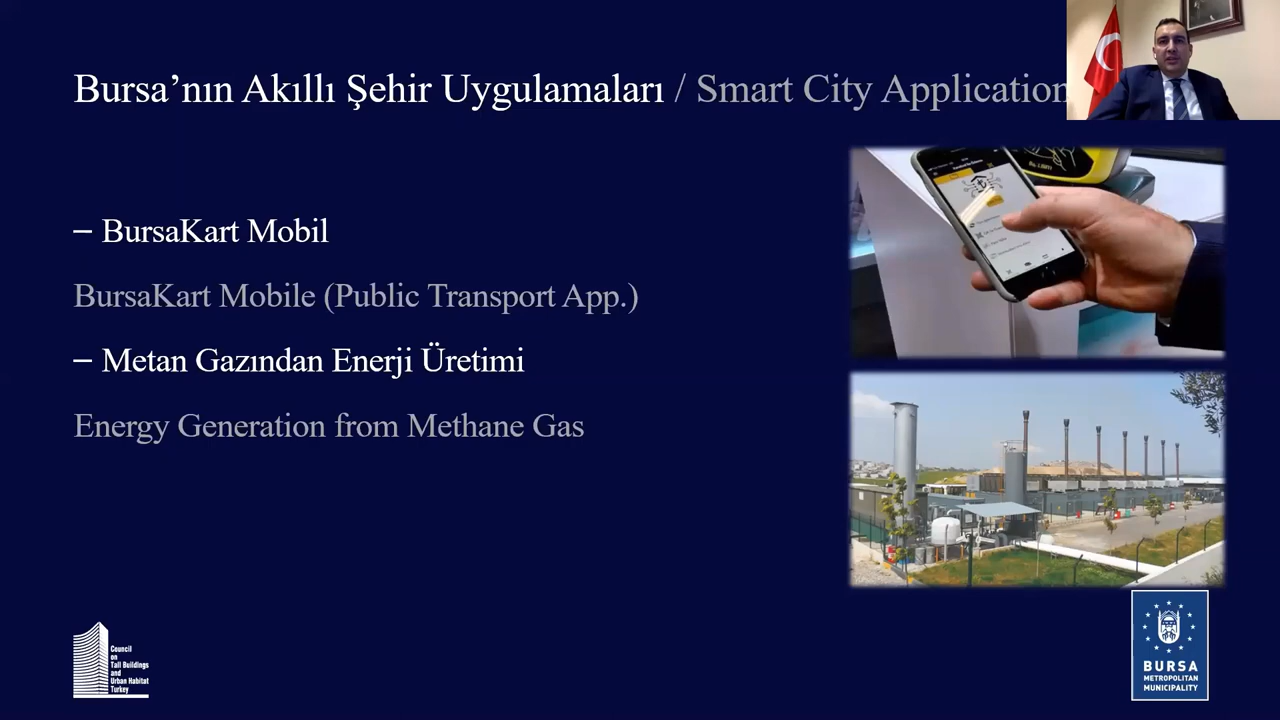 Bursa’nın Akıllı Şehir Uygulamaları / Smart City Application
– BursaKart Mobil
BursaKart Mobile (Public Transport App.)
– Metan Gazından Enerji Üretimi
Energy Generation from Methane Gas
Council
on
Tall Buildings
and
Urban Habitat
Turkey
BURSA
METROPOLITAN
MUNICIPALITY